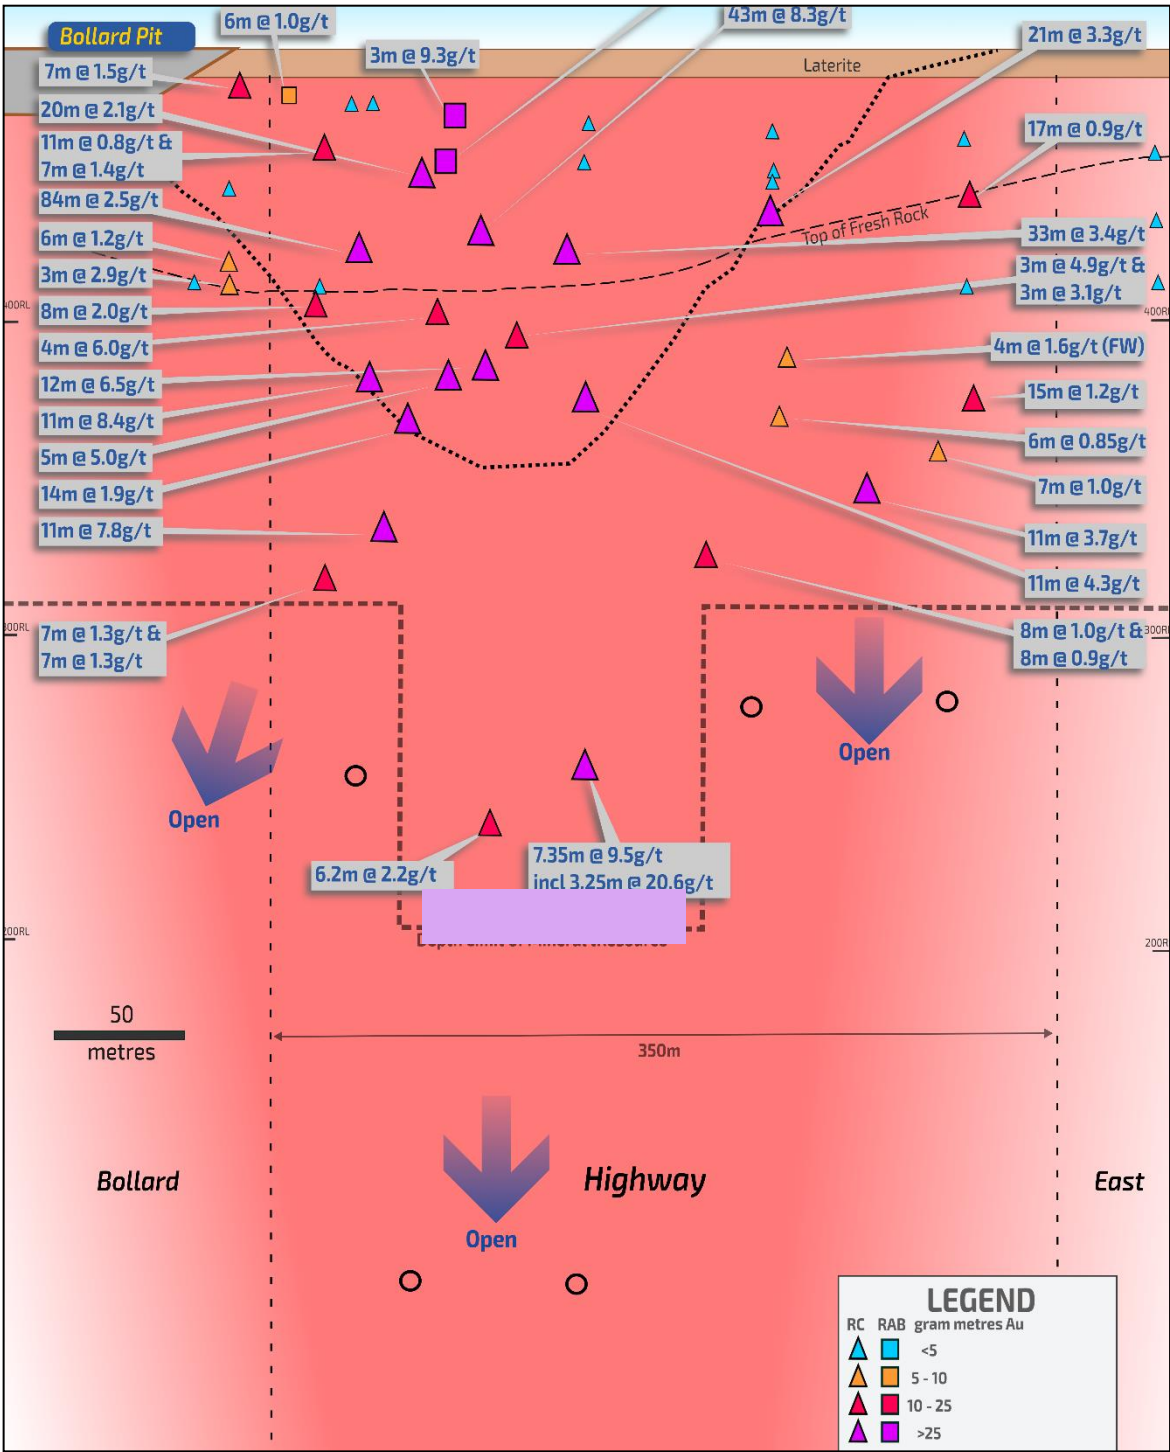 Bollard Pit
6m @ 1.0g/t
43m @ 8.3g/t
3m @ 9.3g/t
21m @ 3.3g/t
Laterite
7m @ 1.5g/t
20m @ 2.1g/t
11m @ 0.8g/t &
7m @ 1.4g/t
17m @ 0.9g/t
84m @ 2.5g/t
Top of Fresh Rock
6m @ 1.2g/t
33m @ 3.4g/t
3m @ 2.9g/t
3m @ 4.9g/t &
3m @ 3.1g/t
400RL
400RL
8m @ 2.0g/t
4m @ 6.0g/t
4m @ 1.6g/t (FW)
12m @ 6.5g/t
15m @ 1.2g/t
11m @ 8.4g/t
6m @ 0.85g/t
5m @ 5.0g/t
14m @ 1.9g/t
7m @ 1.0g/t
11m @ 7.8g/t
11m @ 3.7g/t
11m @ 4.3g/t
300RL
300RL
7m @ 1.3g/t &
7m @ 1.3g/t
8m @ 1.0g/t &
8m @ 0.9g/t
Open
Open
7.35m @ 9.5g/t
incl 3.25m @ 20.6g/t
6.2m @ 2.2g/t
200RL
200R
50
metres
350m
Bollard
Highway
East
Open
LEGEND
RC RAB gram metres Au
<5
5 - 10
10 - 25
>25